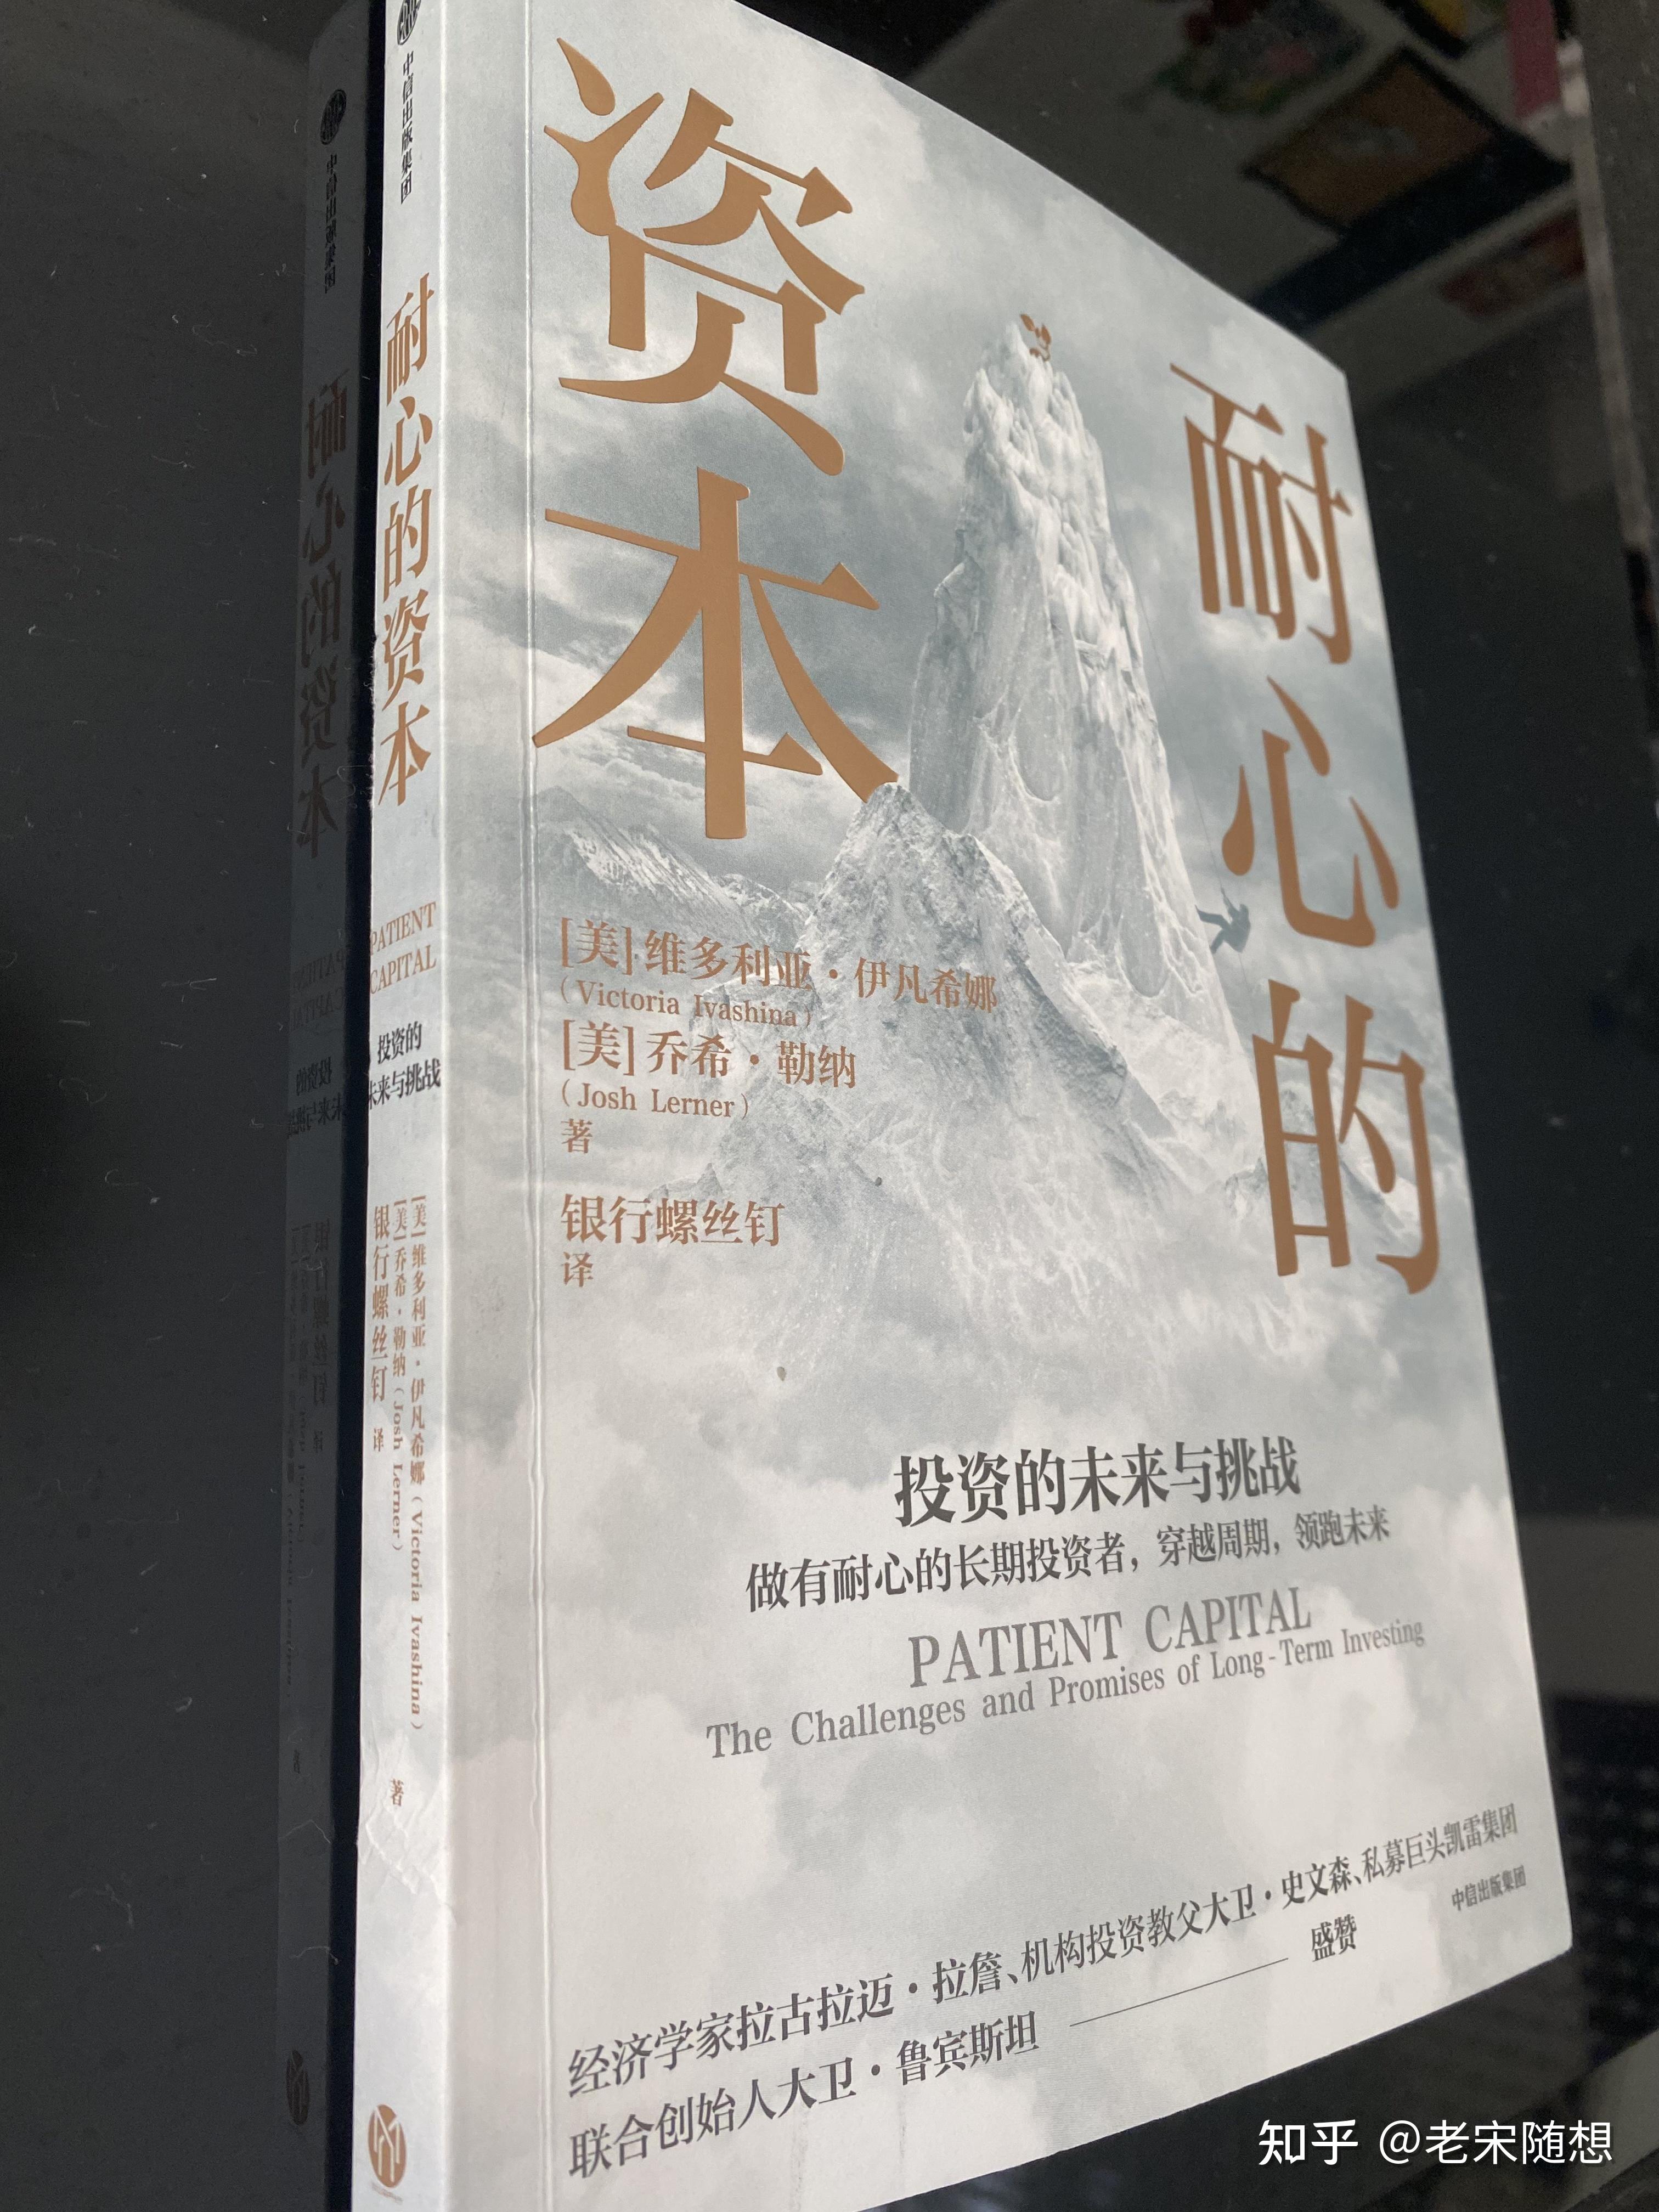 中信出版集团
耐心的资本
PATIENT
CAPITAL
投资的
未来与挑战
[美] 维多利亚·伊凡希娜 (Victoria Ivashina)
[美] 乔希·勒纳 (Josh Lerner)
著
银行螺丝钉 译
耐心的
资本
[美] 维多利亚·伊凡希娜
(Victoria Ivashina)
[美] 乔希·勒纳
(Josh Lerner)
著
银行螺丝钉
译
投资的未来与挑战
做有耐心的长期投资者，穿越周期，领跑未来
PATIENT CAPITAL
The Challenges and Promises of Long-Term Investing
经济学家拉古拉迈·拉詹、机构投资教父大卫·史文森、私募巨头凯雷集团
联合创始人大卫·鲁宾斯坦 —— 盛赞
中信出版集团
知乎 @老宋随想